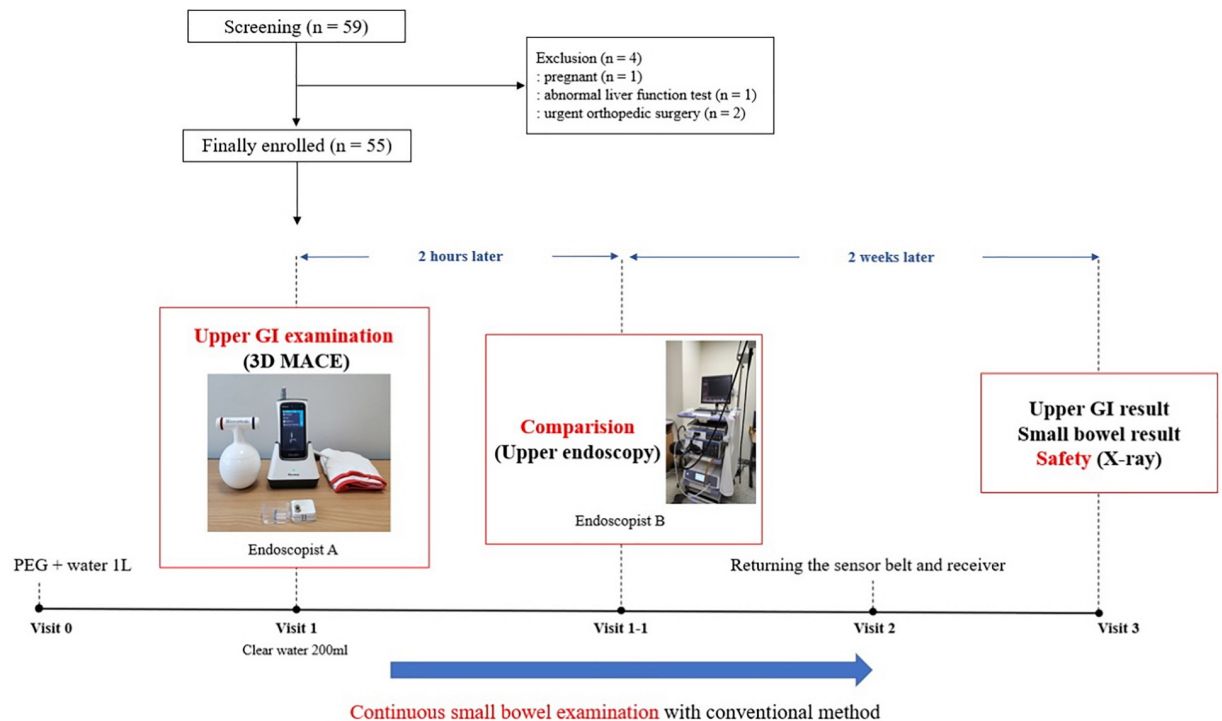 Screening (n = 59)
Exclusion (n = 4)
: pregnant (n = 1)
: abnormal liver function test (n = 1)
: urgent orthopedic surgery (n = 2)
Finally enrolled (n = 55)
2 hours later
2 weeks later
Upper GI examination
(3D MACE)
Endoscopist A
Comparision
(Upper endoscopy)
Endoscopist B
Upper GI result
Small bowel result
Safety (X-ray)
PEG + water 1L
Returning the sensor belt and receiver
Visit 0
Visit 1
Visit 1-1
Visit 2
Visit 3
Clear water 200ml
Continuous small bowel examination with conventional method